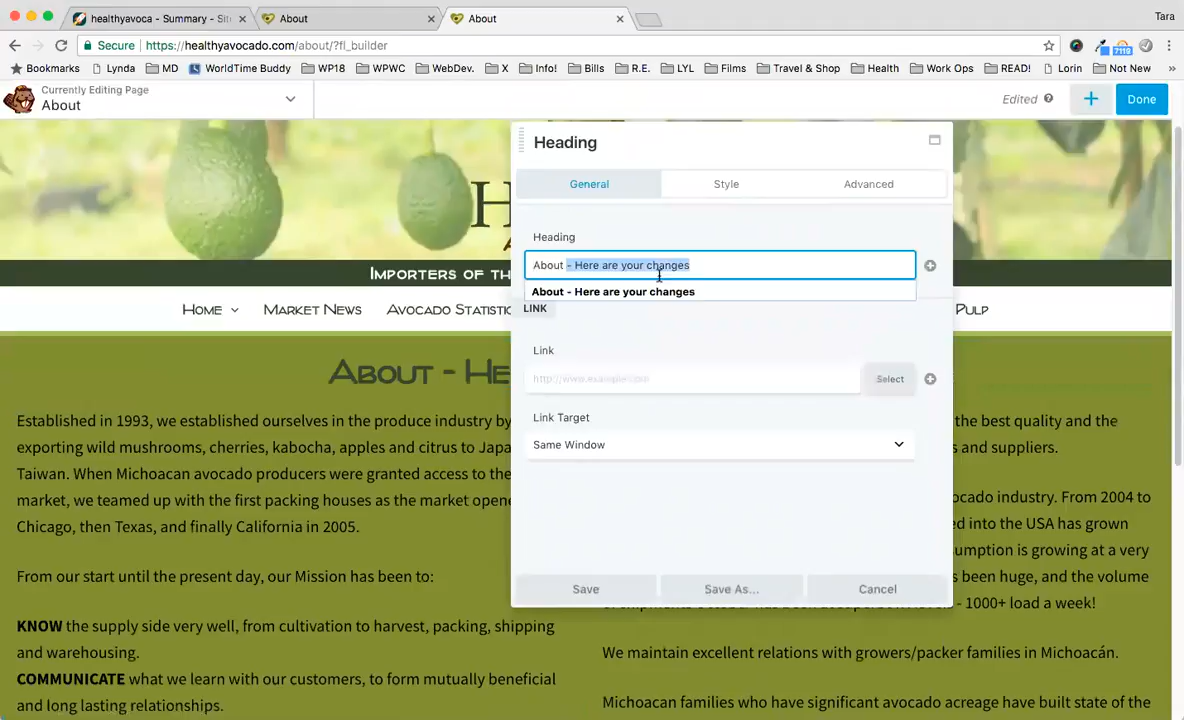 healthyavoca - Summary - Site
About
About
Tara
Secure
https://healthyavocado.com/about/?fl_builder
7119
Bookmarks
Lynda
MD
WorldTime Buddy
WP18
WPWC
WebDev.
X
Info!
Bills
R.E.
LYL
Films
Travel & Shop
Health
Work Ops
READ!
Lorin
Not New
»
Currently Editing Page
About
Edited
Done
H
Importers of th
Home
Market News
Avocado Statistic
Pulp
Heading
General
Style
Advanced
Heading
About - Here are your changes
About - Here are your changes
LINK
Link
http://www.example.com
Select
Link Target
Same Window
Save
Save As...
Cancel
About - He
Established in 1993, we established ourselves in the produce industry by
exporting wild mushrooms, cherries, kabocha, apples and citrus to Japa
Taiwan. When Michoacan avocado producers were granted access to the
market, we teamed up with the first packing houses as the market opene
Chicago, then Texas, and finally California in 2005.
From our start until the present day, our Mission has been to:
KNOW the supply side very well, from cultivation to harvest, packing, shipping
and warehousing.
COMMUNICATE what we learn with our customers, to form mutually beneficial
and long lasting relationships.
the best quality and the
s and suppliers.
ocado industry. From 2004 to
ed into the USA has grown
umption is growing at a very
s been huge, and the volume
- 1000+ load a week!
We maintain excellent relations with growers/packer families in Michoacán.
Michoacan families who have significant avocado acreage have built state of the